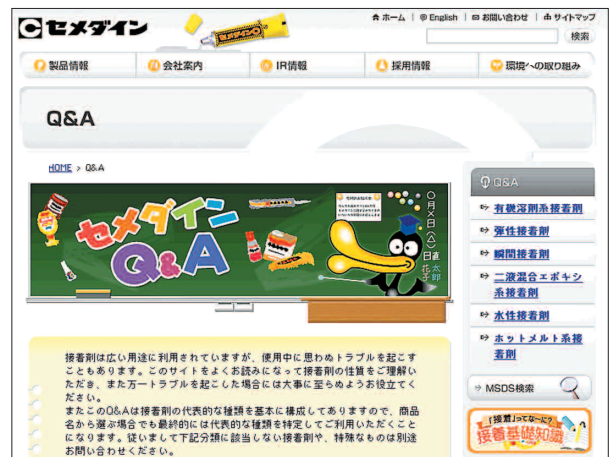 セメダイン
ホーム | English | お問い合わせ | サイトマップ
検索
製品情報
会社案内
IR情報
採用情報
環境への取り組み
Q&A
HOME > Q&A
セメダイン
Q&A
〇月×日(△)
日直
太郎
花子
接着剤は広い用途に利用されていますが、使用中に思わぬトラブルを起こす
こともあります。このサイトをよくお読みになって接着剤の性質をご理解い
ただき、また万一トラブルを起こした場合には大事に至らぬようお役立てく
ださい。
またこのQ&Aは接着剤の代表的な種類を基本に構成してありますので、商品
名から選ぶ場合でも最終的には代表的な種類を特定してご利用いただくこと
になります。従いまして下記分類に該当しない接着剤や、特殊なものは別途
お問い合わせください。
Q&A
有機溶剤系接着剤
弾性接着剤
瞬間接着剤
二液混合エポキシ
系接着剤
水性接着剤
ホットメルト系接
着剤
MSDS検索
「接着」ってな~に?
接着基礎知識